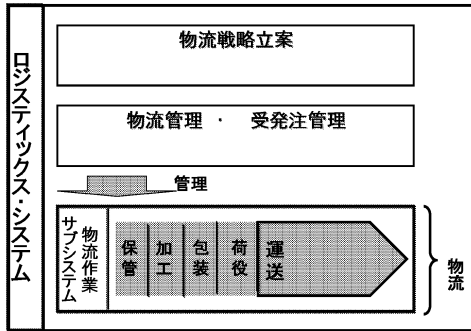 ロジスティックス・システム
物流戦略立案
物流管理 ・ 受発注管理
管理
物流作業
サブシステム
保管
加工
包装
荷役
運送
物流